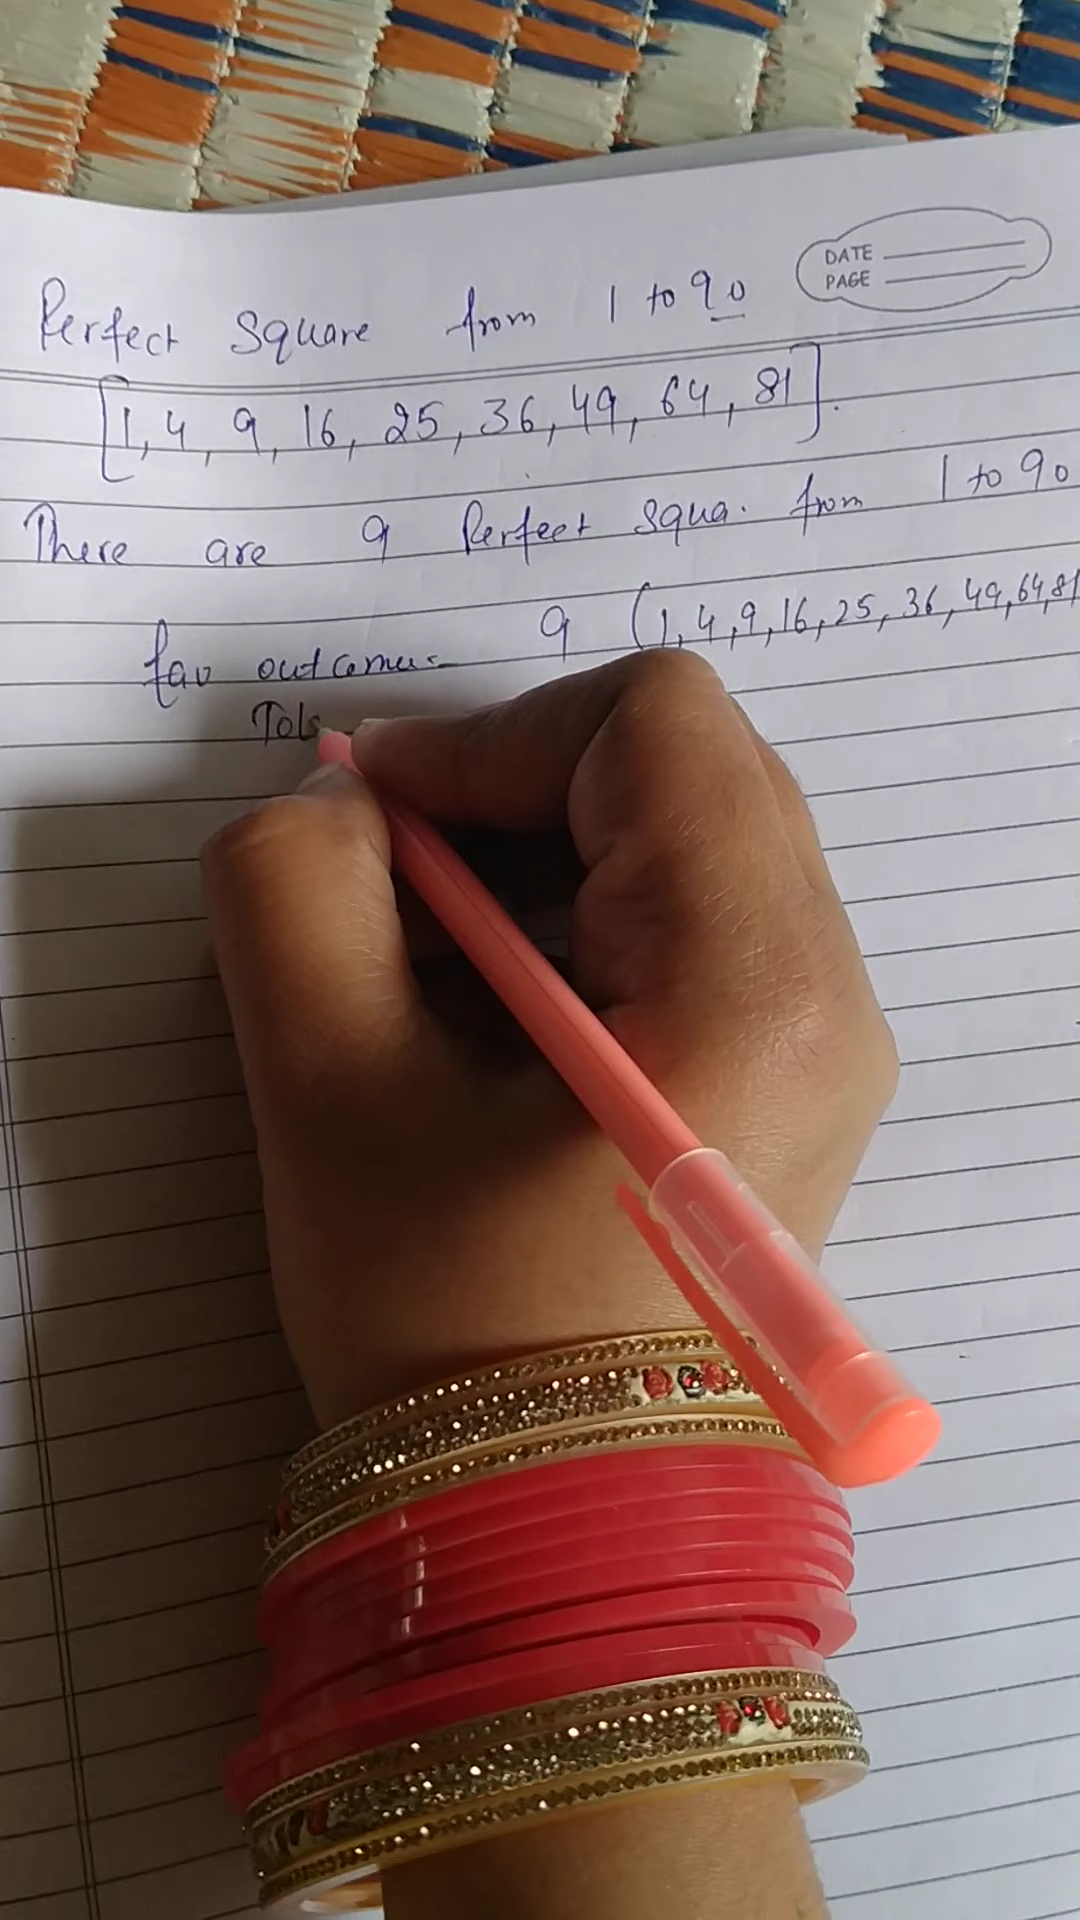 DATE
PAGE
Perfect Square from 1 to 90
[1, 4, 9, 16, 25, 36, 49, 64, 81].
There are 9 Perfect Squa. from 1 to 90
fav outcome:- 9 (1, 4, 9, 16, 25, 36, 49, 64, 81